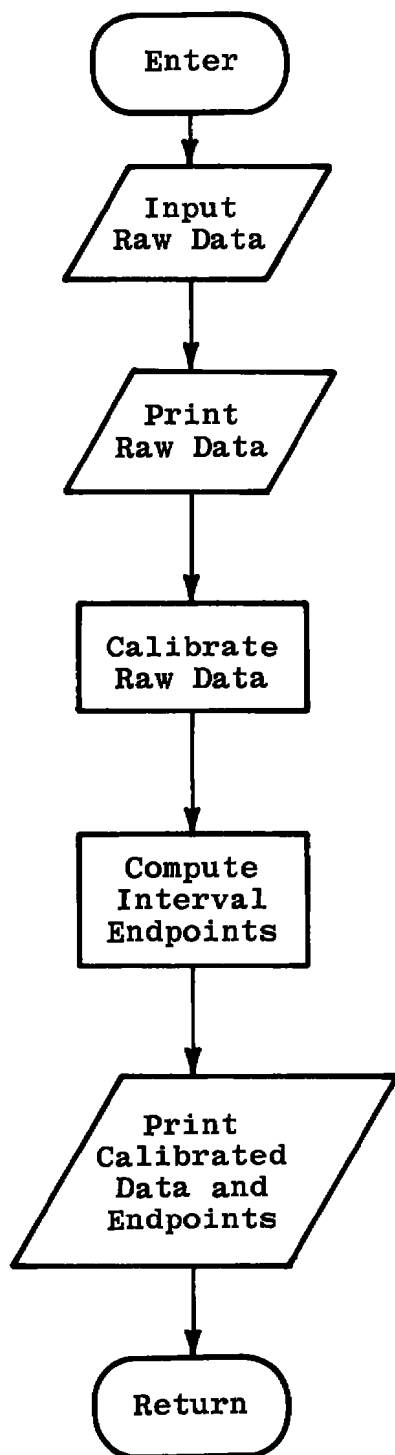 Enter
Input
Raw Data
Print
Raw Data
Calibrate
Raw Data
Compute
Interval
Endpoints
Print
Calibrated
Data and
Endpoints
Return